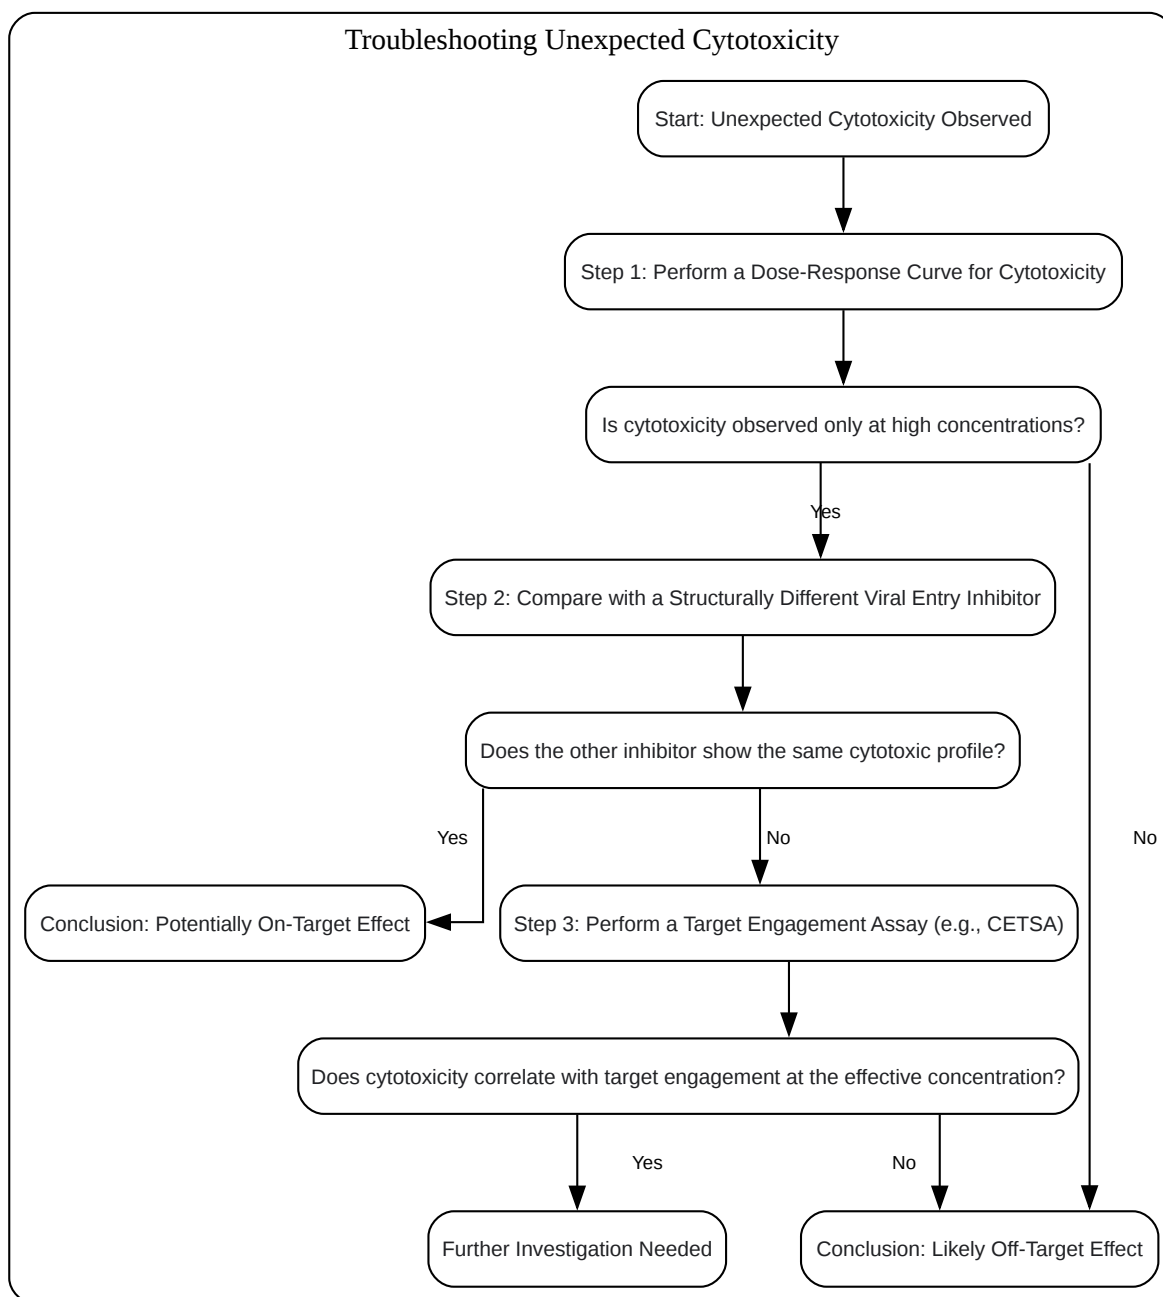 Troubleshooting Unexpected Cytotoxicity
Start: Unexpected Cytotoxicity Observed
Step 1: Perform a Dose-Response Curve for Cytotoxicity
Is cytotoxicity observed only at high concentrations?
Yes
Step 2: Compare with a Structurally Different Viral Entry Inhibitor
Does the other inhibitor show the same cytotoxic profile?
Yes
No
No
Conclusion: Potentially On-Target Effect
Step 3: Perform a Target Engagement Assay (e.g., CETSA)
Does cytotoxicity correlate with target engagement at the effective concentration?
Yes
No
Further Investigation Needed
Conclusion: Likely Off-Target Effect